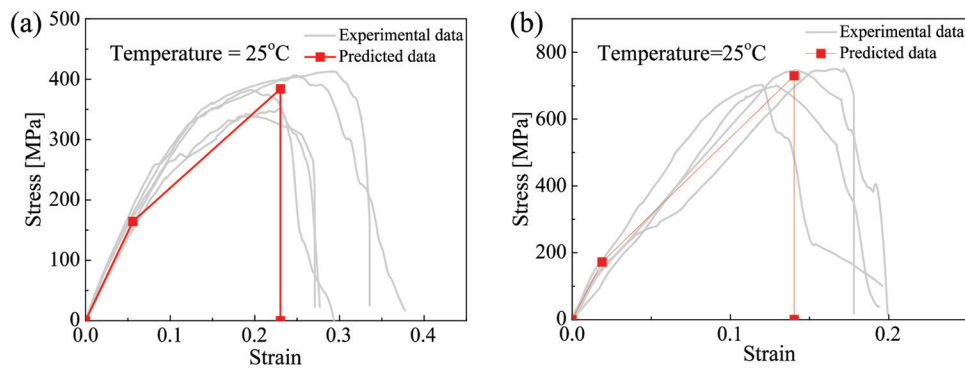 (a)
500
400
300
200
100
0
Stress [MPa]
Temperature = 25°C
Experimental data
Predicted data
0.0
0.1
0.2
0.3
0.4
Strain
(b)
800
600
400
200
0
Stress [MPa]
Temperature=25°C
Experimental data
Predicted data
0.0
0.1
0.2
Strain